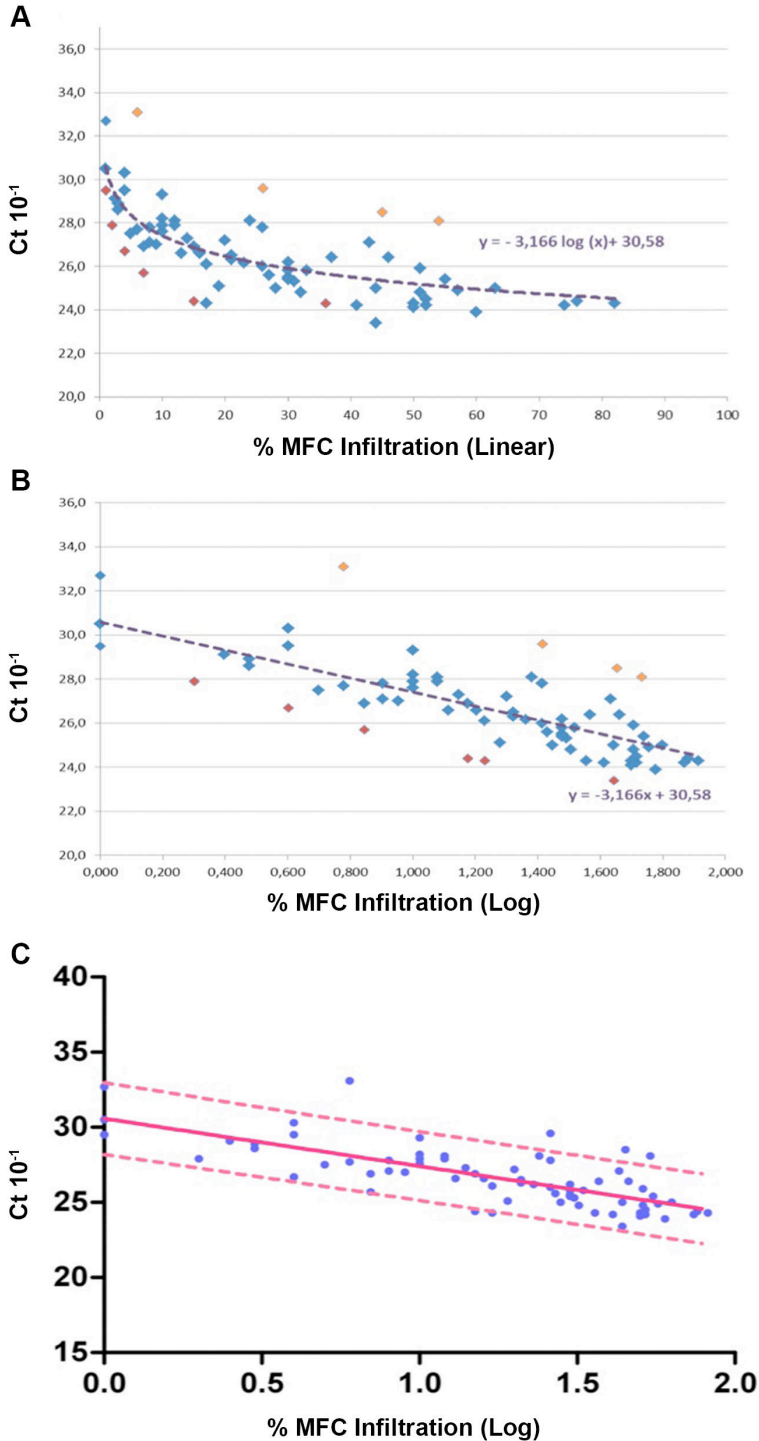 A
36,0
34,0
32,0
30,0
28,0
26,0
24,0
22,0
20,0
Ct 10-1
y = - 3,166 log (x)+ 30,58
0 10 20 30 40 50 60 70 80 90 100
% MFC Infiltration (Linear)
B
36,0
34,0
32,0
30,0
28,0
26,0
24,0
22,0
20,0
Ct 10-1
y = -3,166x + 30,58
0,000 0,200 0,400 0,600 0,800 1,000 1,200 1,400 1,600 1,800 2,000
% MFC Infiltration (Log)
C
40
35
30
25
20
15
Ct 10-1
0.0 0.5 1.0 1.5 2.0
% MFC Infiltration (Log)